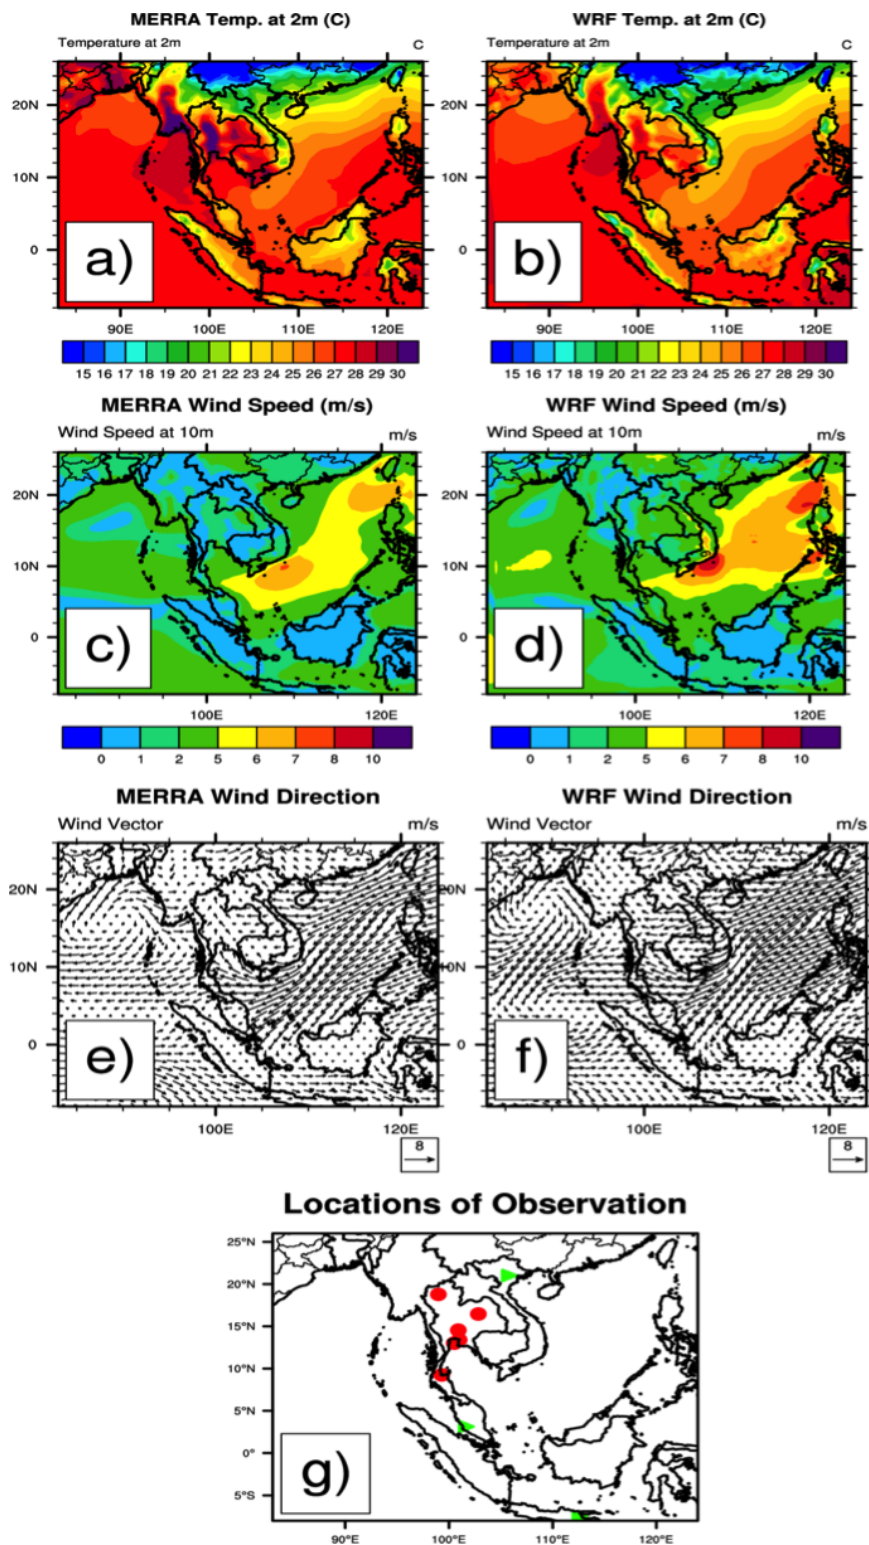 MERRA Temp. at 2m (C) WRF Temp. at 2m (C)
Temperature at 2m C Temperature at 2m C
20N 20N
10N 10N
0 0
a) b)
90E 100E 110E 120E 90E 100E 110E 120E
15 16 17 18 19 20 21 22 23 24 25 26 27 28 29 30 15 16 17 18 19 20 21 22 23 24 25 26 27 28 29 30
MERRA Wind Speed (m/s) WRF Wind Speed (m/s)
Wind Speed at 10m m/s Wind Speed at 10m m/s
20N 20N
10N 10N
0 0
c) d)
100E 120E 100E 120E
0 1 2 5 6 7 8 10 0 1 2 5 6 7 8 10
MERRA Wind Direction WRF Wind Direction
Wind Vector m/s Wind Vector m/s
20N 20N
10N 10N
0 0
e) f)
100E 120E 100E 120E
8 8
Locations of Observation
25°N
20°N
15°N
10°N
5°N
0°
5°S
g)
90°E 100°E 110°E 120°E